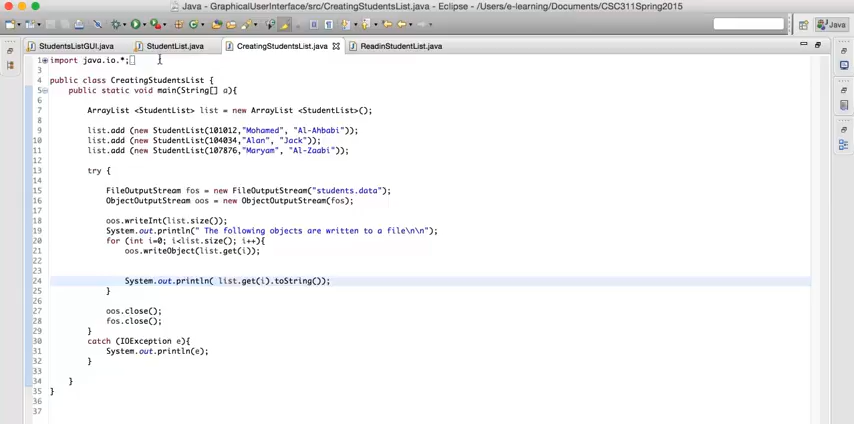 Java - GraphicalUserInterface/src/CreatingStudentsList.java - Eclipse - /Users/e-learning/Documents/CSC311Spring2015
Java
StudentsListGUI.java StudentList.java CreatingStudentsList.java ReadinStudentList.java
1 import java.io.*;
3
4 public class CreatingStudentsList {
5 public static void main(String[] a){
6
7 ArrayList <StudentList> list = new ArrayList <StudentList>();
8
9 list.add (new StudentList(101012,"Mohamed", "Al-Ahbabi"));
10 list.add (new StudentList(104034,"Alan", "Jack"));
11 list.add (new StudentList(107876,"Maryam", "Al-Zaabi"));
12
13 try {
14
15 FileOutputStream fos = new FileOutputStream("students.data");
16 ObjectOutputStream oos = new ObjectOutputStream(fos);
17
18 oos.writeInt(list.size());
19 System.out.println(" The following objects are written to a file\n\n");
20 for (int i=0; i<list.size(); i++){
21 oos.writeObject(list.get(i));
22
23
24 System.out.println( list.get(i).toString());
25 }
26
27 oos.close();
28 fos.close();
29 }
30 catch (IOException e){
31 System.out.println(e);
32 }
33
34 }
35 }
36
37